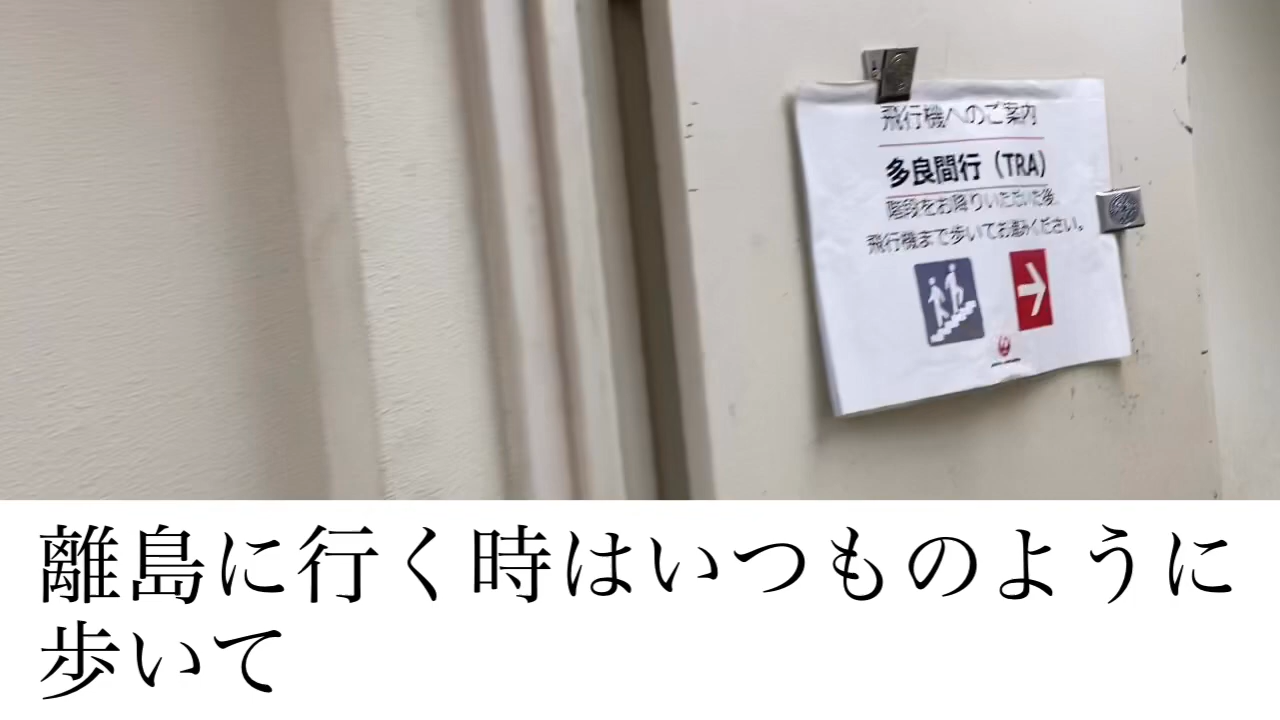 飛行機へのご案内
多良間行（TRA）
階段をお降りいただいた後、
飛行機まで歩いてお進みください。
離島に行く時はいつものように
歩いて